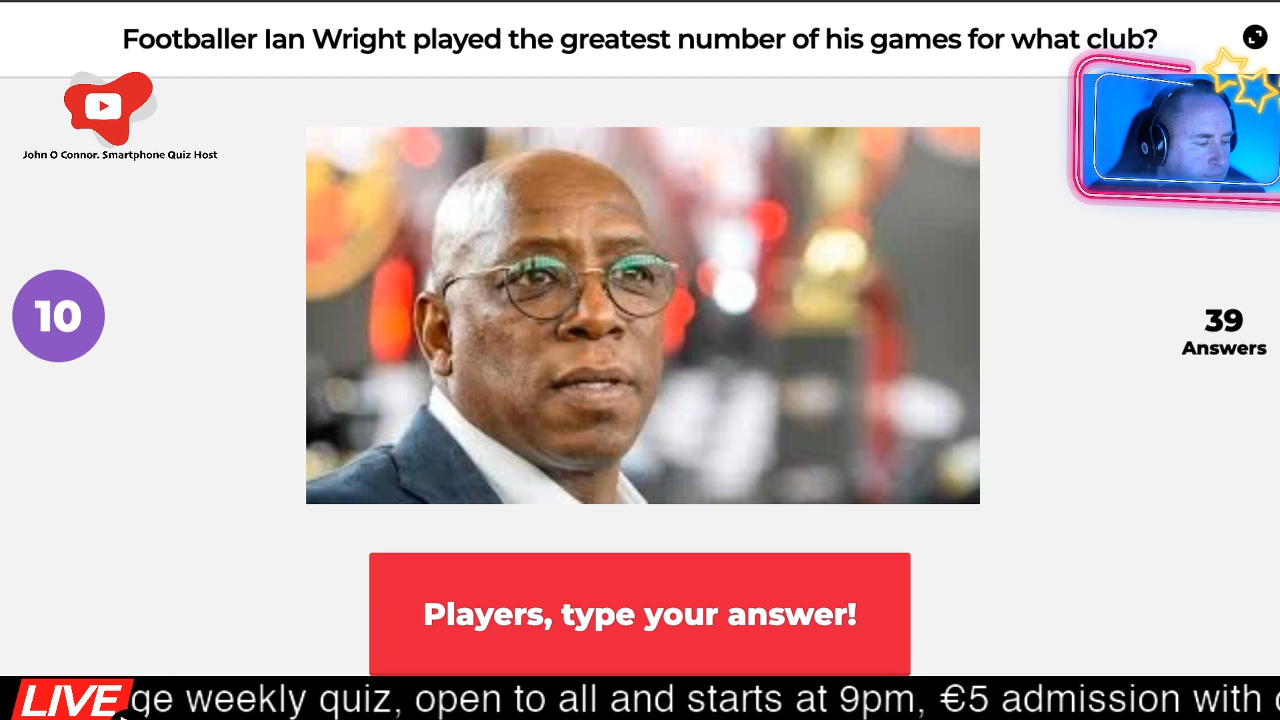 Footballer Ian Wright played the greatest number of his games for what club?
John O Connor. Smartphone Quiz Host
10
39
Answers
Players, type your answer!
LIVE
ge weekly quiz, open to all and starts at 9pm, €5 admission with